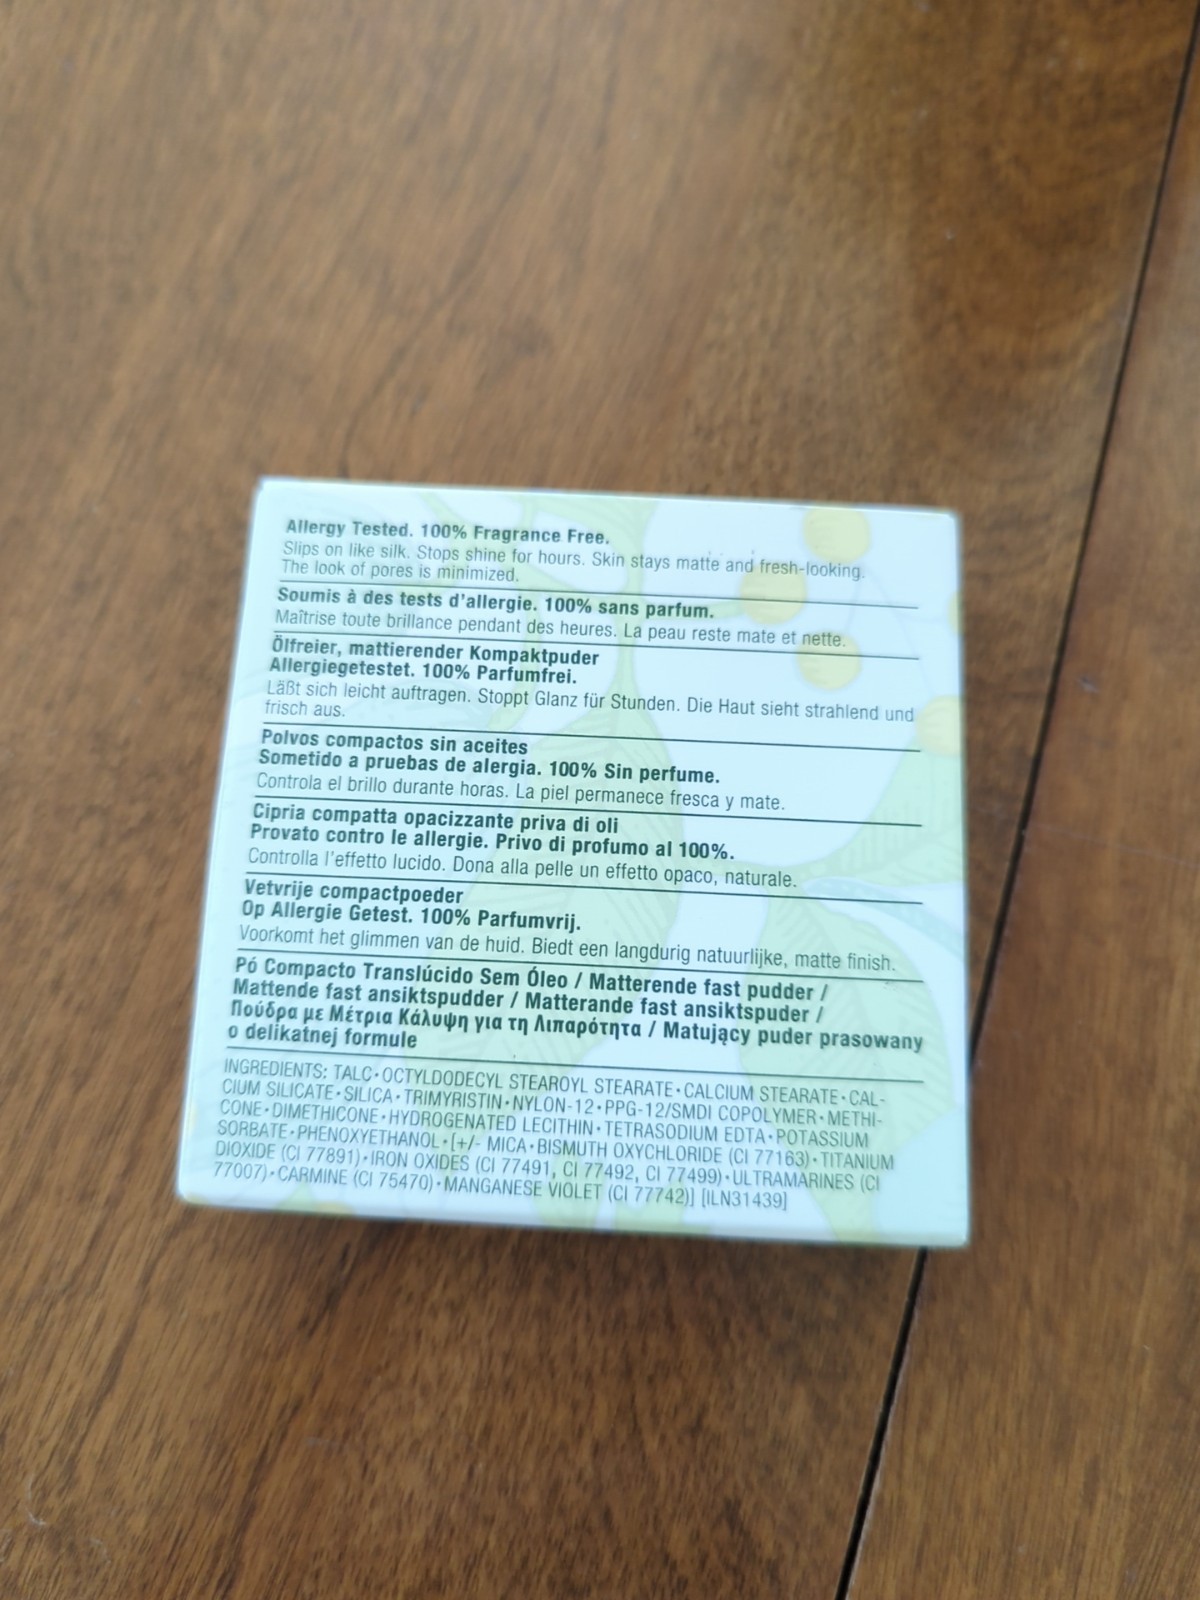 Allergy Tested. 100% Fragrance Free.
Slips on like silk. Stops shine for hours. Skin stays matte and fresh-looking.
The look of pores is minimized.
Soumis à des tests d'allergie. 100% sans parfum.
Maîtrise toute brillance pendant des heures. La peau reste mate et nette.
Ölfreier, mattierender Kompaktpuder
Allergiegetestet. 100% Parfumfrei.
Läßt sich leicht auftragen. Stoppt Glanz für Stunden. Die Haut sieht strahlend und
frisch aus.
Polvos compactos sin aceites
Sometido a pruebas de alergia. 100% Sin perfume.
Controla el brillo durante horas. La piel permanece fresca y mate.
Cipria compatta opacizzante priva di oli
Provato contro le allergie. Privo di profumo al 100%.
Controlla l'effetto lucido. Dona alla pelle un effetto opaco, naturale.
Vetvrije compactpoeder
Op Allergie Getest. 100% Parfumvrij.
Voorkomt het glimmen van de huid. Biedt een langdurig natuurlijke, matte finish.
Pó Compacto Translúcido Sem Óleo / Matterende fast pudder /
Mattende fast ansiktspudder / Matterande fast ansiktspuder /
Πούδρα με Μέτρια Κάλυψη για τη Λιπαρότητα / Matujący puder prasowany
o delikatnej formule
INGREDIENTS: TALC•OCTYLDODECYL STEAROYL STEARATE•CALCIUM STEARATE•CAL-
CIUM SILICATE•SILICA•TRIMYRISTIN•NYLON-12•PPG-12/SMDI COPOLYMER•METHI-
CONE•DIMETHICONE•HYDROGENATED LECITHIN•TETRASODIUM EDTA•POTASSIUM
SORBATE•PHENOXYETHANOL•[+/- MICA•BISMUTH OXYCHLORIDE (CI 77163)•TITANIUM
DIOXIDE (CI 77891)•IRON OXIDES (CI 77491, CI 77492, CI 77499)•ULTRAMARINES (CI
77007)•CARMINE (CI 75470)•MANGANESE VIOLET (CI 77742)] [ILN31439]